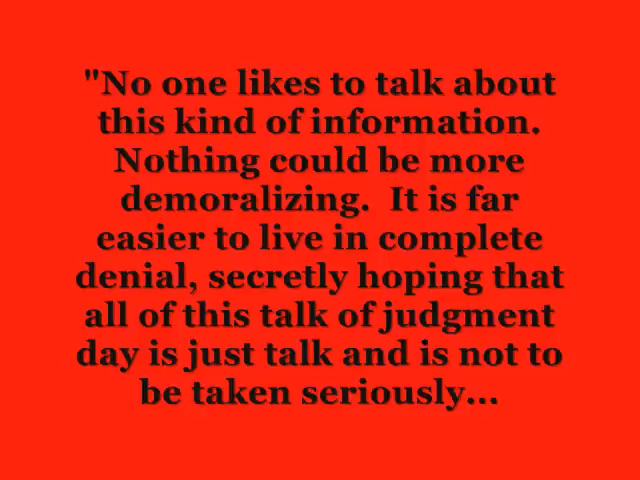 "No one likes to talk about
this kind of information.
Nothing could be more
demoralizing.  It is far
easier to live in complete
denial, secretly hoping that
all of this talk of judgment
day is just talk and is not to
be taken seriously...